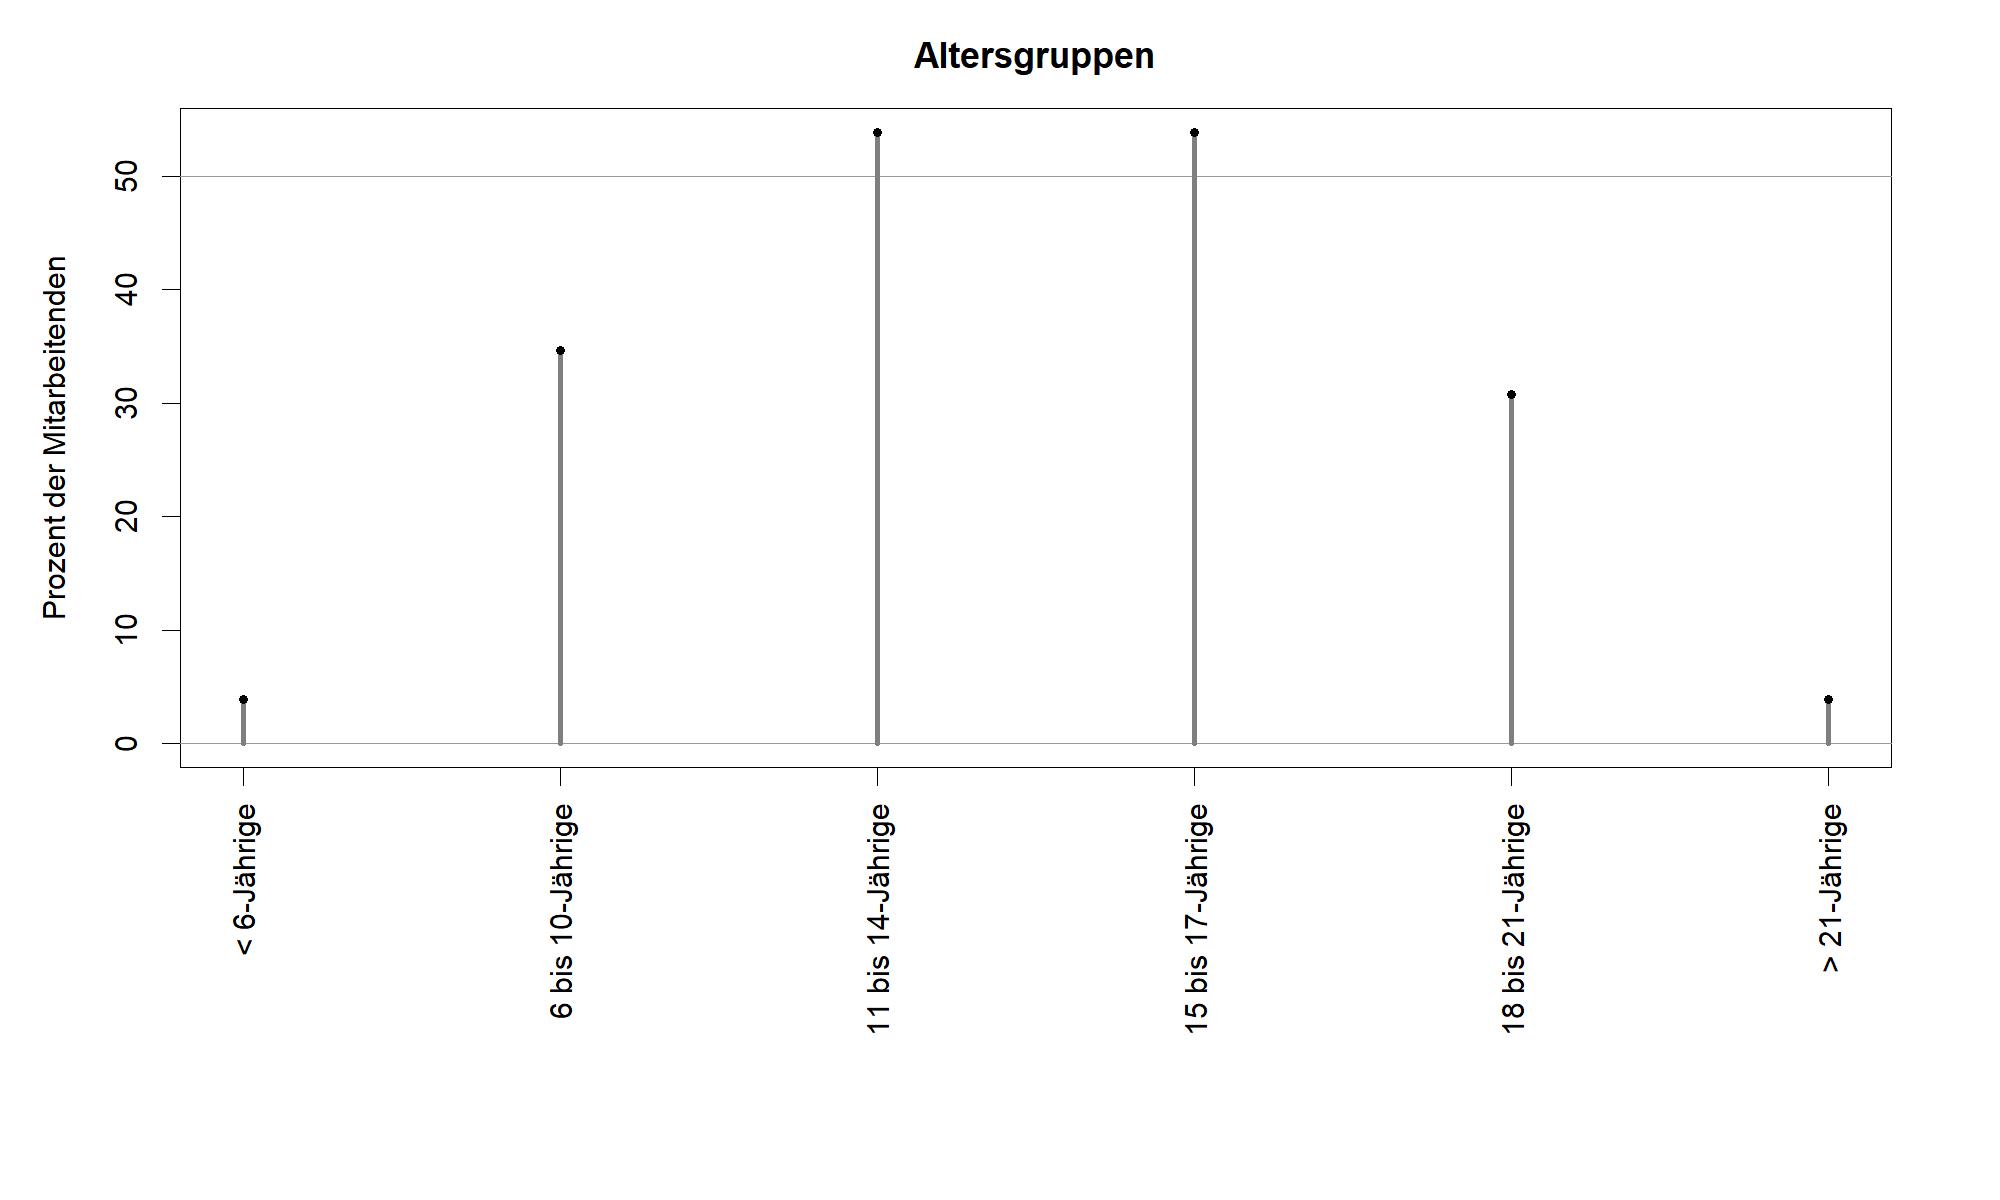 Altersgruppen
Prozent der Mitarbeitenden
50
40
30
20
10
0
< 6-Jährige
6 bis 10-Jährige
11 bis 14-Jährige
15 bis 17-Jährige
18 bis 21-Jährige
> 21-Jährige